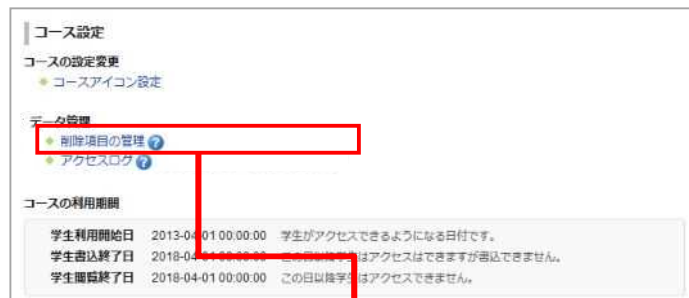 コース設定
コースの設定変更
コースアイコン設定
データ管理
削除項目の管理 ?
アクセスログ ?
コースの利用期間
学生利用開始日 2013-04-01 00:00:00 学生がアクセスできるようになる日付です。
学生書込終了日 2018-04-01 00:00:00 この日以降学生はアクセスはできますが書込できません。
学生閲覧終了日 2018-04-01 00:00:00 この日以降学生はアクセスできません。